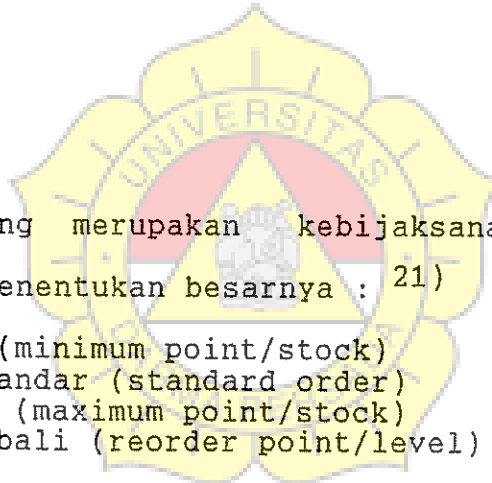 UNIVERSITAS
ng merupakan kebijaksana
enentukan besarnya : 21)
(minimum point/stock)
andar (standard order)
(maximum point/stock)
bali (reorder point/level)